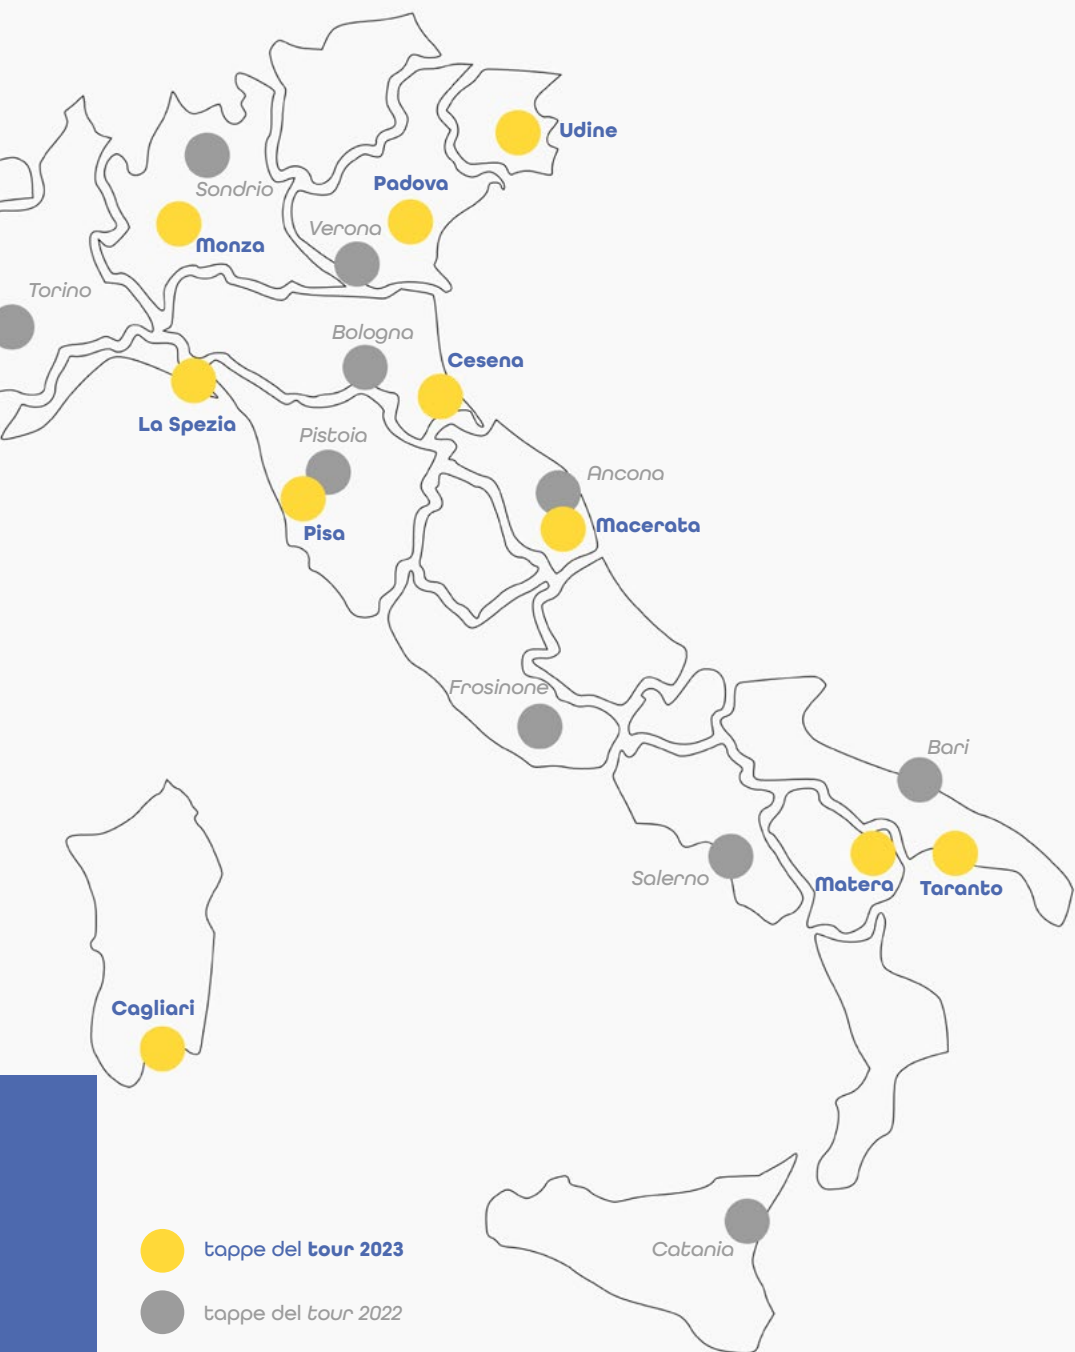 Udine
Padova
Sondrio
Verona
Monza
Torino
Bologna
Cesena
La Spezia
Pistoia
Ancona
Pisa
Macerata
Frosinone
Bari
Salerno
Matera
Taranto
Cagliari
Catania
tappe del tour 2023
tappe del tour 2022